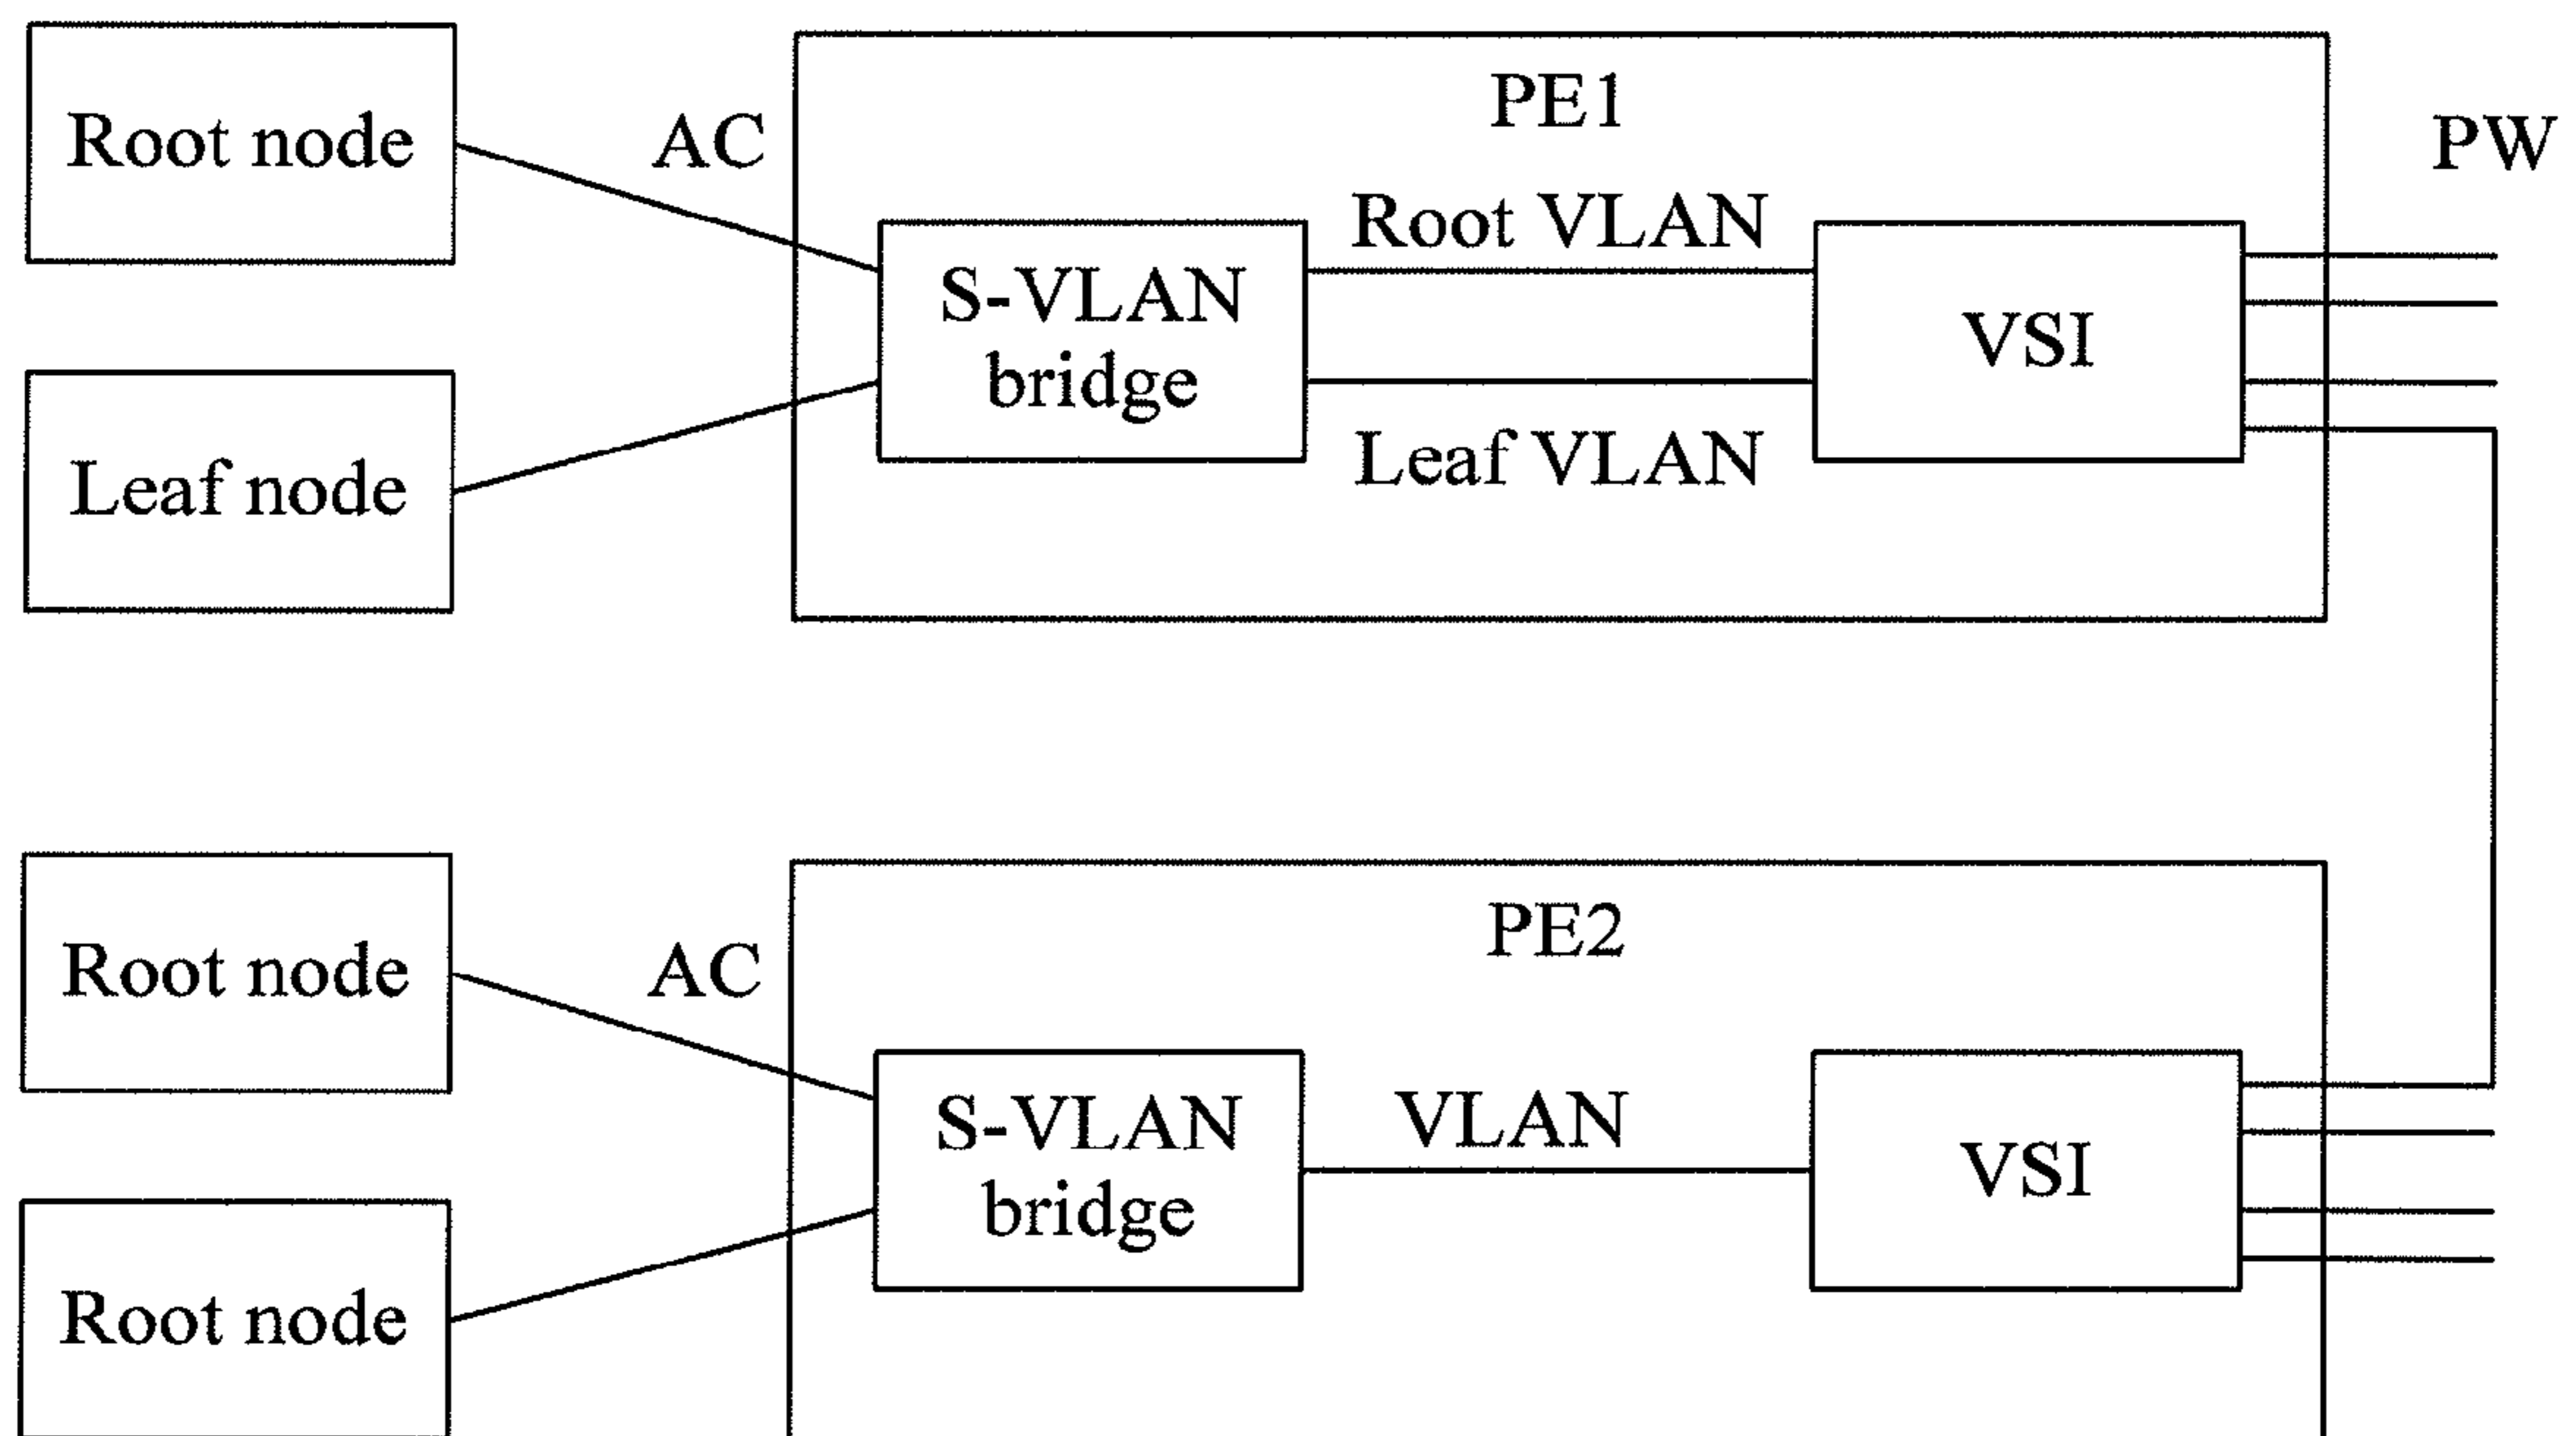 PE1
Root node
AC
PW
Root VLAN
S-VLAN
bridge
VSI
Leaf VLAN
Leaf node
PE2
Root node
AC
VLAN
S-VLAN
bridge
VSI
Root node